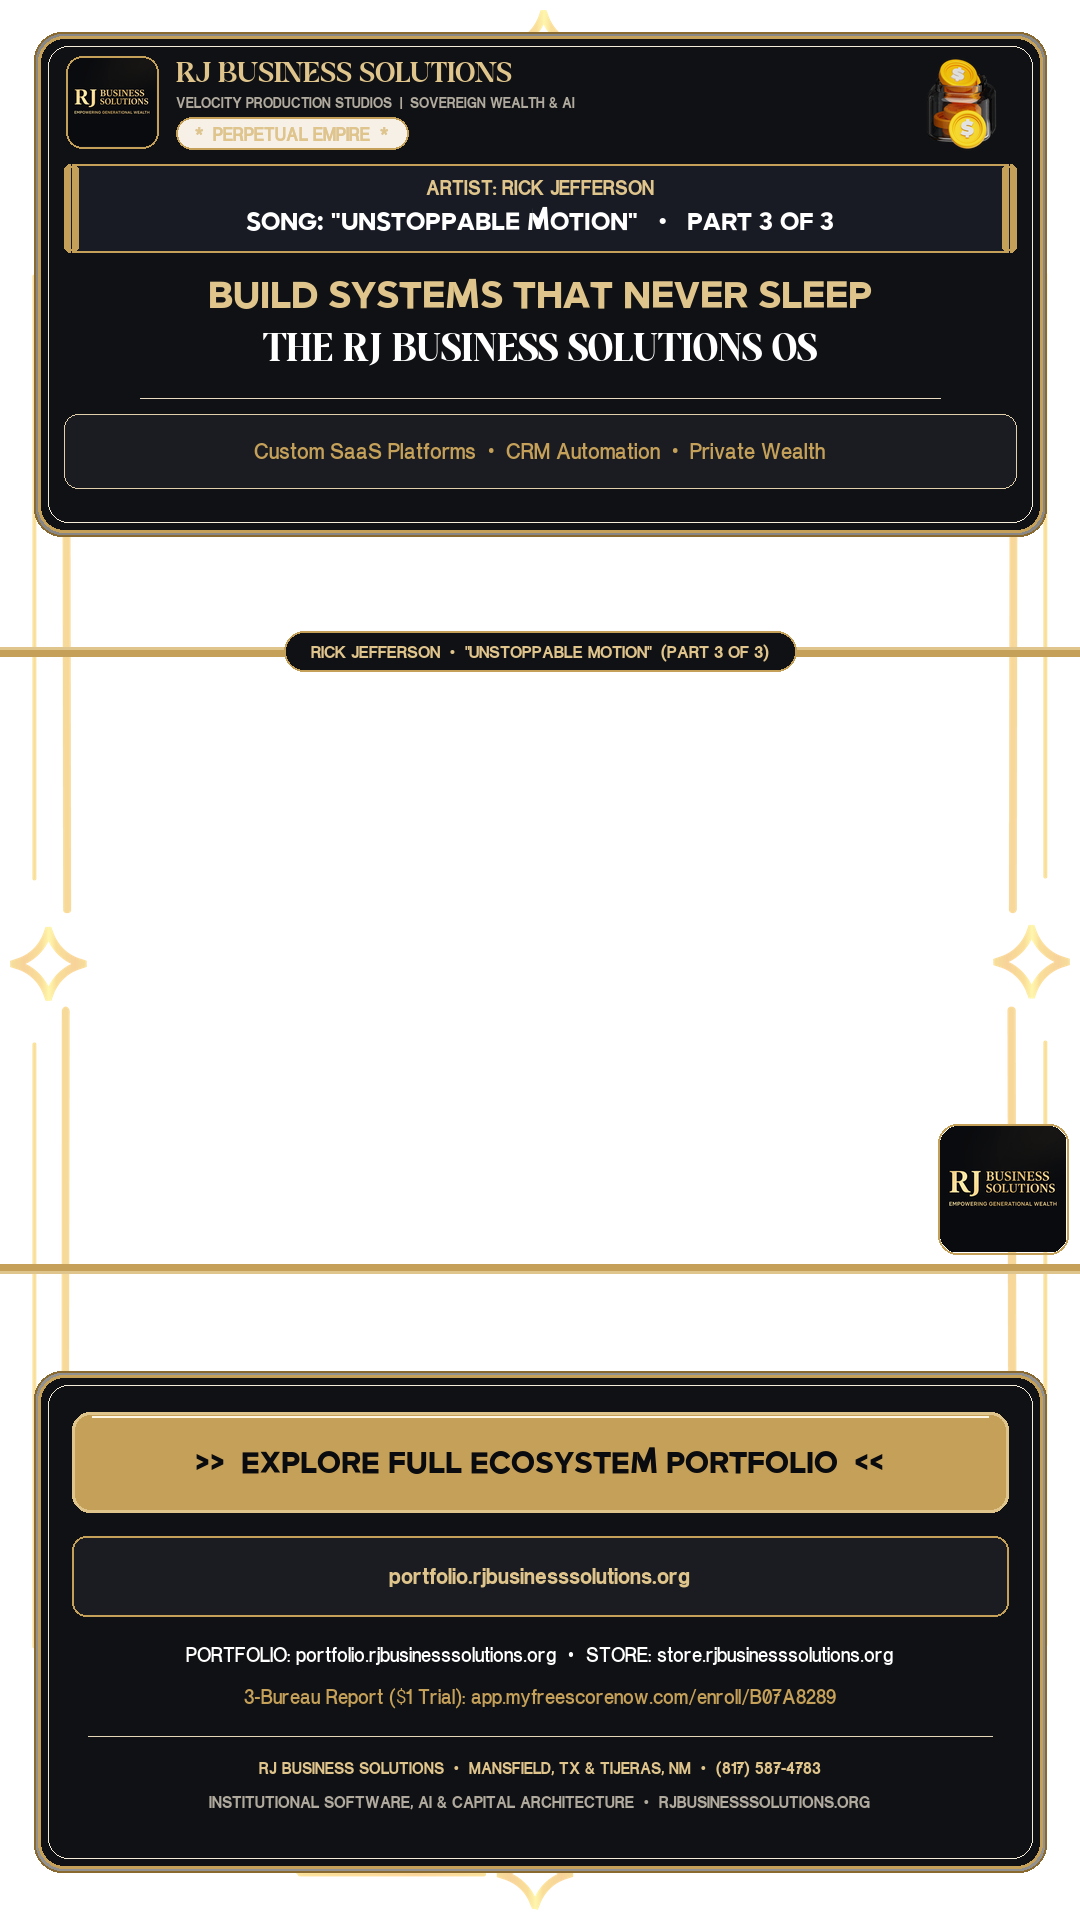 RJ BUSINESS SOLUTIONS
RJ BUSINESS SOLUTIONS
EMPOWERING GENERATIONAL WEALTH
VELOCITY PRODUCTION STUDIOS | SOVEREIGN WEALTH & AI
* PERPETUAL EMPIRE *
ARTIST: RICK JEFFERSON
SONG: "UNSTOPPABLE MOTION" • PART 3 OF 3
BUILD SYSTEMS THAT NEVER SLEEP
THE RJ BUSINESS SOLUTIONS OS
Custom SaaS Platforms • CRM Automation • Private Wealth
RICK JEFFERSON • "UNSTOPPABLE MOTION" (PART 3 OF 3)
RJ BUSINESS SOLUTIONS
EMPOWERING GENERATIONAL WEALTH
>> EXPLORE FULL ECOSYSTEM PORTFOLIO <<
portfolio.rjbusinesssolutions.org
PORTFOLIO: portfolio.rjbusinesssolutions.org • STORE: store.rjbusinesssolutions.org
3-Bureau Report ($1 Trial): app.myfreescorenow.com/enroll/B07A8289
RJ BUSINESS SOLUTIONS • MANSFIELD, TX & TIJERAS, NM • (817) 587-4783
INSTITUTIONAL SOFTWARE, AI & CAPITAL ARCHITECTURE • RJBUSINESSSOLUTIONS.ORG